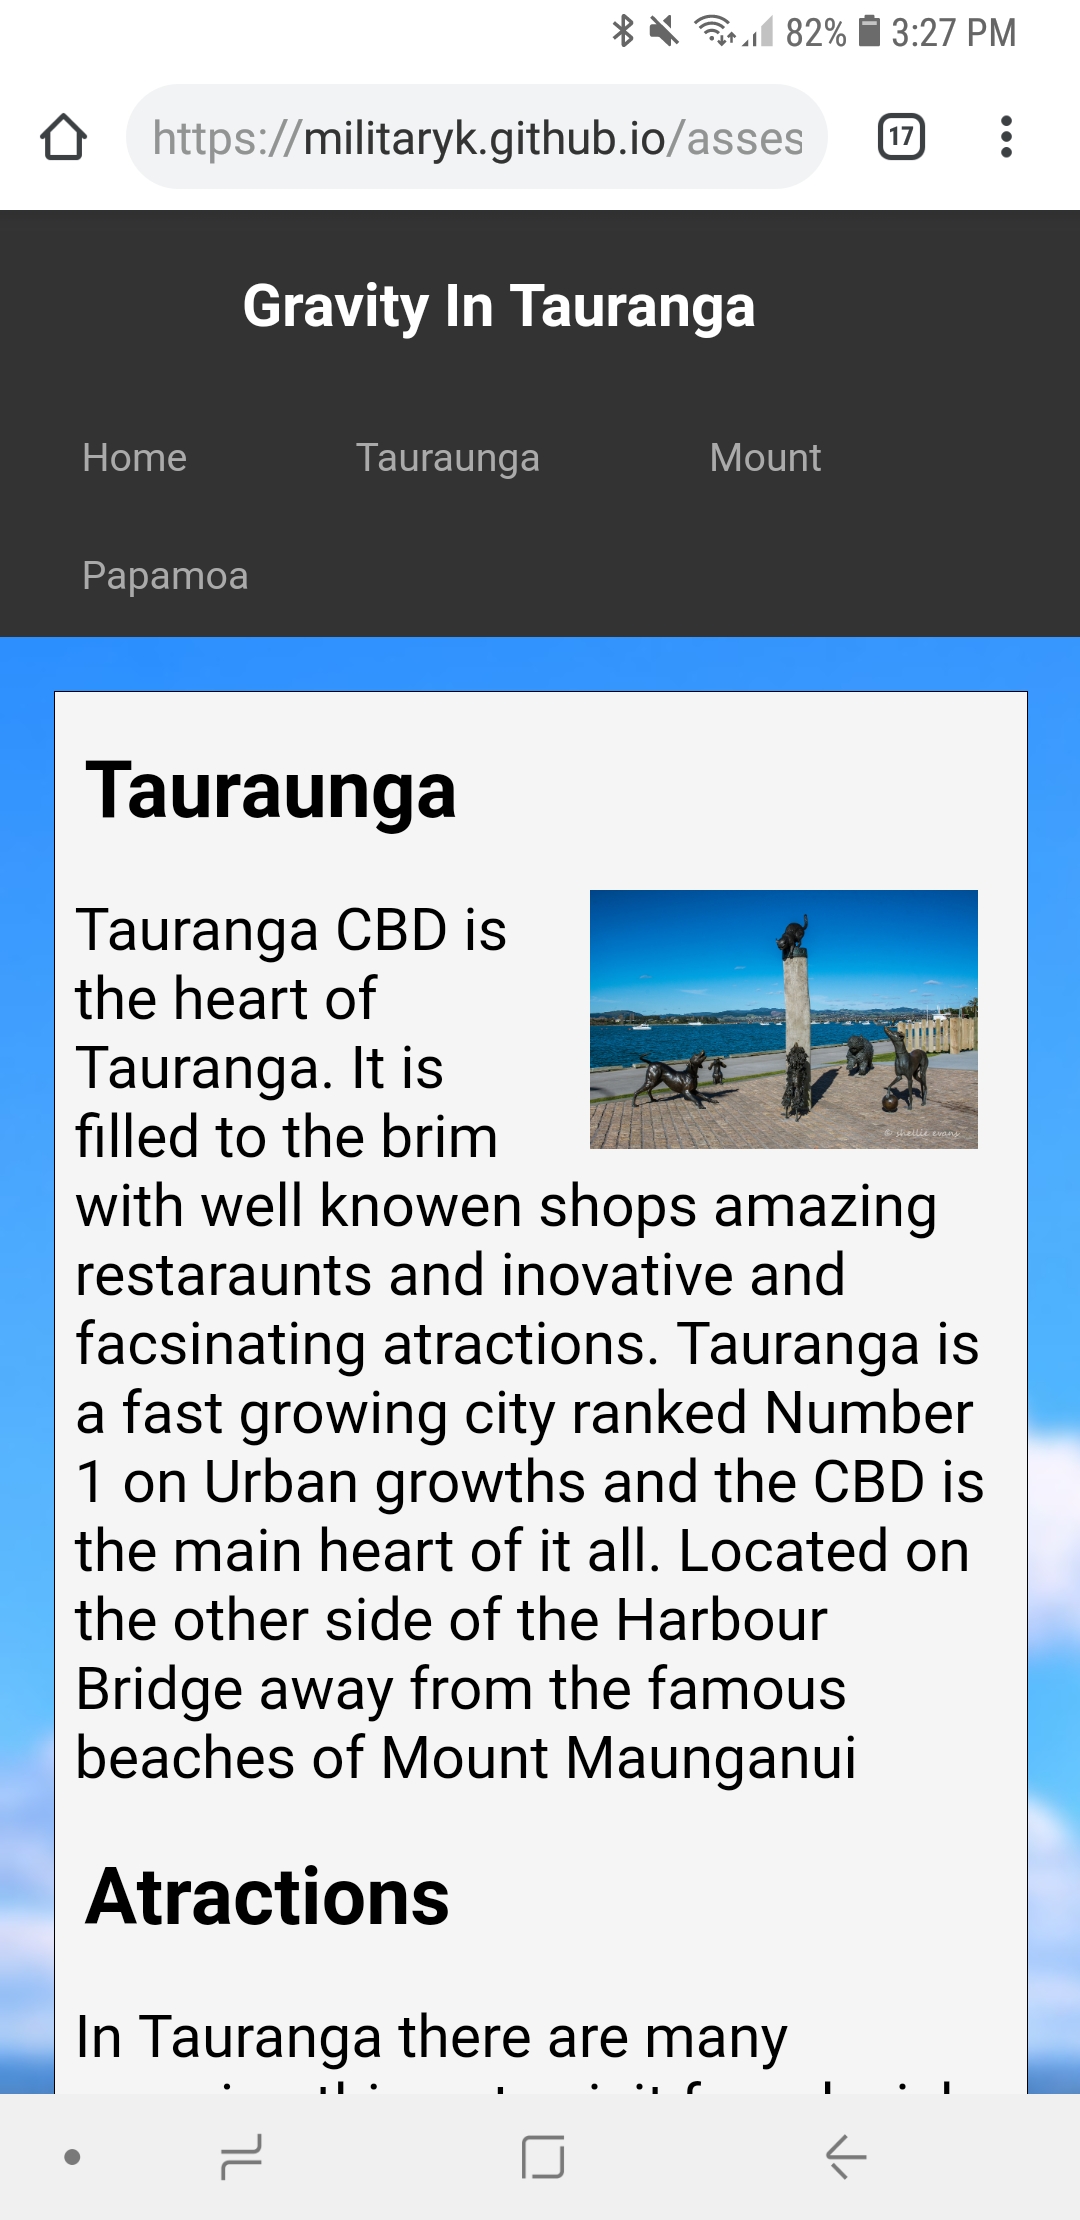 82% 3:27 PM
https://militaryk.github.io/asses
17
Gravity In Tauranga
Home Tauraunga Mount
Papamoa
Tauraunga
Tauranga CBD is
the heart of
Tauranga. It is
filled to the brim
© shellie evans
with well knowen shops amazing
restaraunts and inovative and
facsinating atractions. Tauranga is
a fast growing city ranked Number
1 on Urban growths and the CBD is
the main heart of it all. Located on
the other side of the Harbour
Bridge away from the famous
beaches of Mount Maunganui
Atractions
In Tauranga there are many